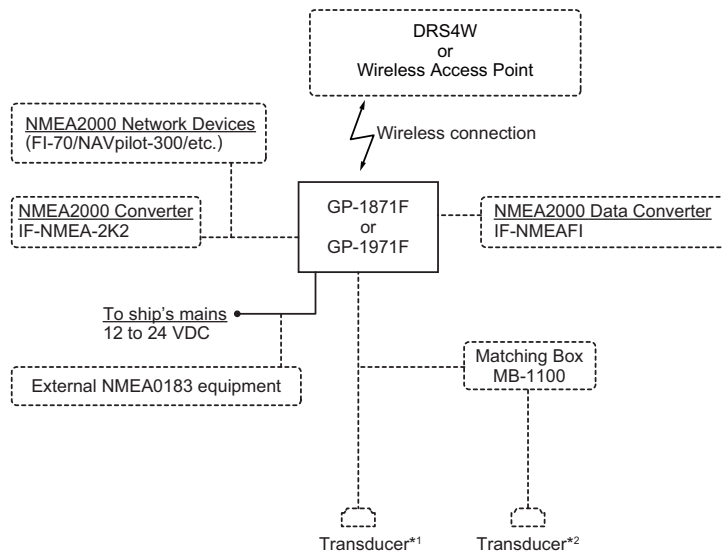 DRS4W
or
Wireless Access Point
Wireless connection
NMEA2000 Network Devices
(FI-70/NAVpilot-300/etc.)
NMEA2000 Converter
IF-NMEA-2K2
GP-1871F
or
GP-1971F
NMEA2000 Data Converter
IF-NMEAFI
To ship's mains
12 to 24 VDC
External NMEA0183 equipment
Matching Box
MB-1100
Transducer*1
Transducer*2